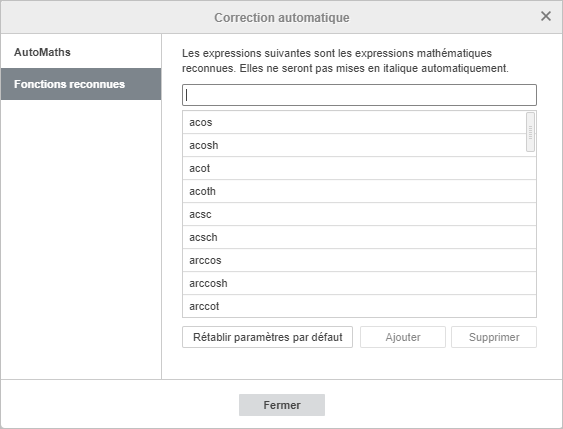 Correction automatique
AutoMaths
Fonctions reconnues
Les expressions suivantes sont les expressions mathématiques
reconnues. Elles ne seront pas mises en italique automatiquement.
acos
acosh
acot
acoth
acsc
acsch
arccos
arccosh
arccot
Rétablir paramètres par défaut
Ajouter
Supprimer
Fermer